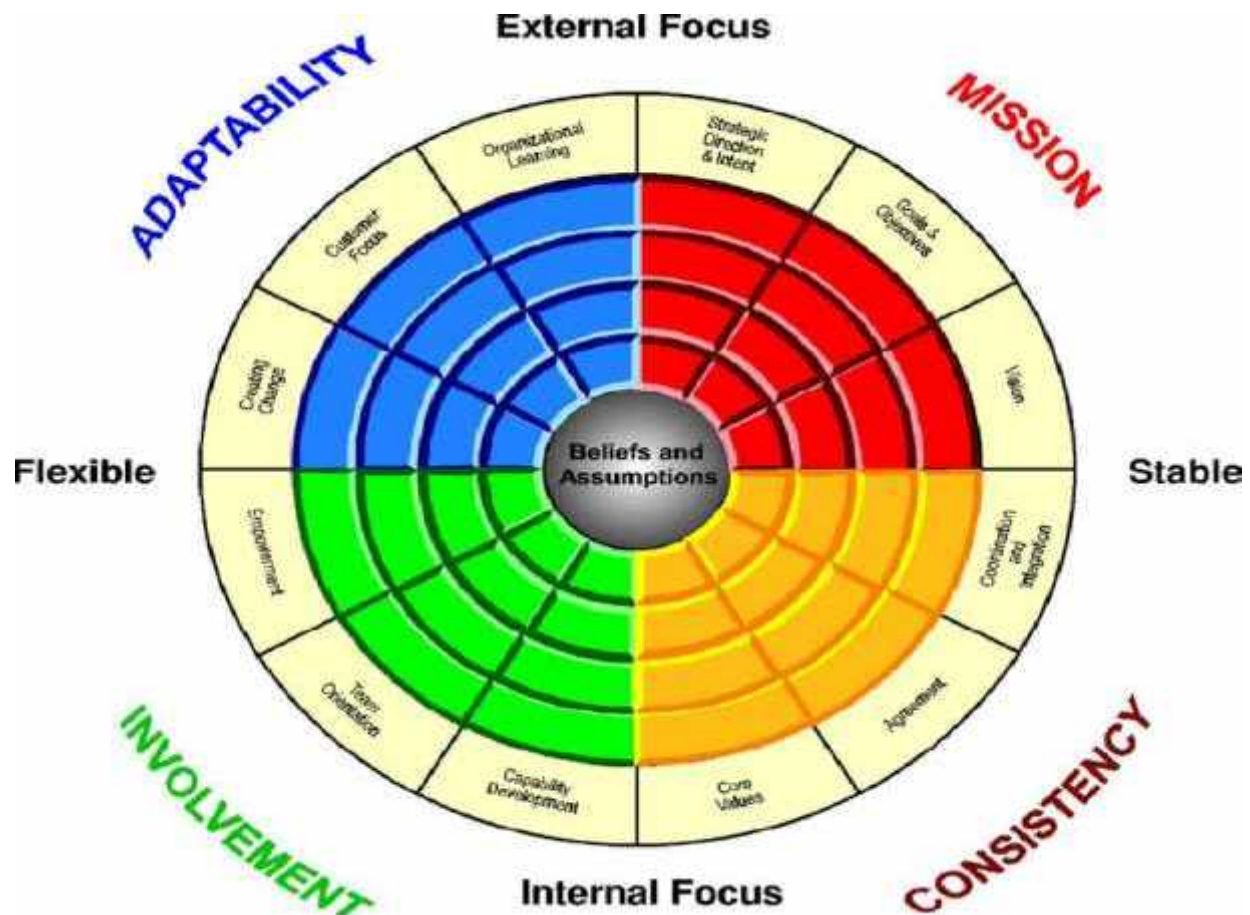 External Focus
ADAPTABILITY
MISSION
Organizational
Learning
Strategic
Direction
& Intent
Customer
Focus
Goals &
Objectives
Creating
Change
Vision
Beliefs and
Assumptions
Flexible
Stable
Empowerment
Coordination
and
Integration
Team
Orientation
Agreement
Capability
Development
Core
Values
INVOLVEMENT
CONSISTENCY
Internal Focus